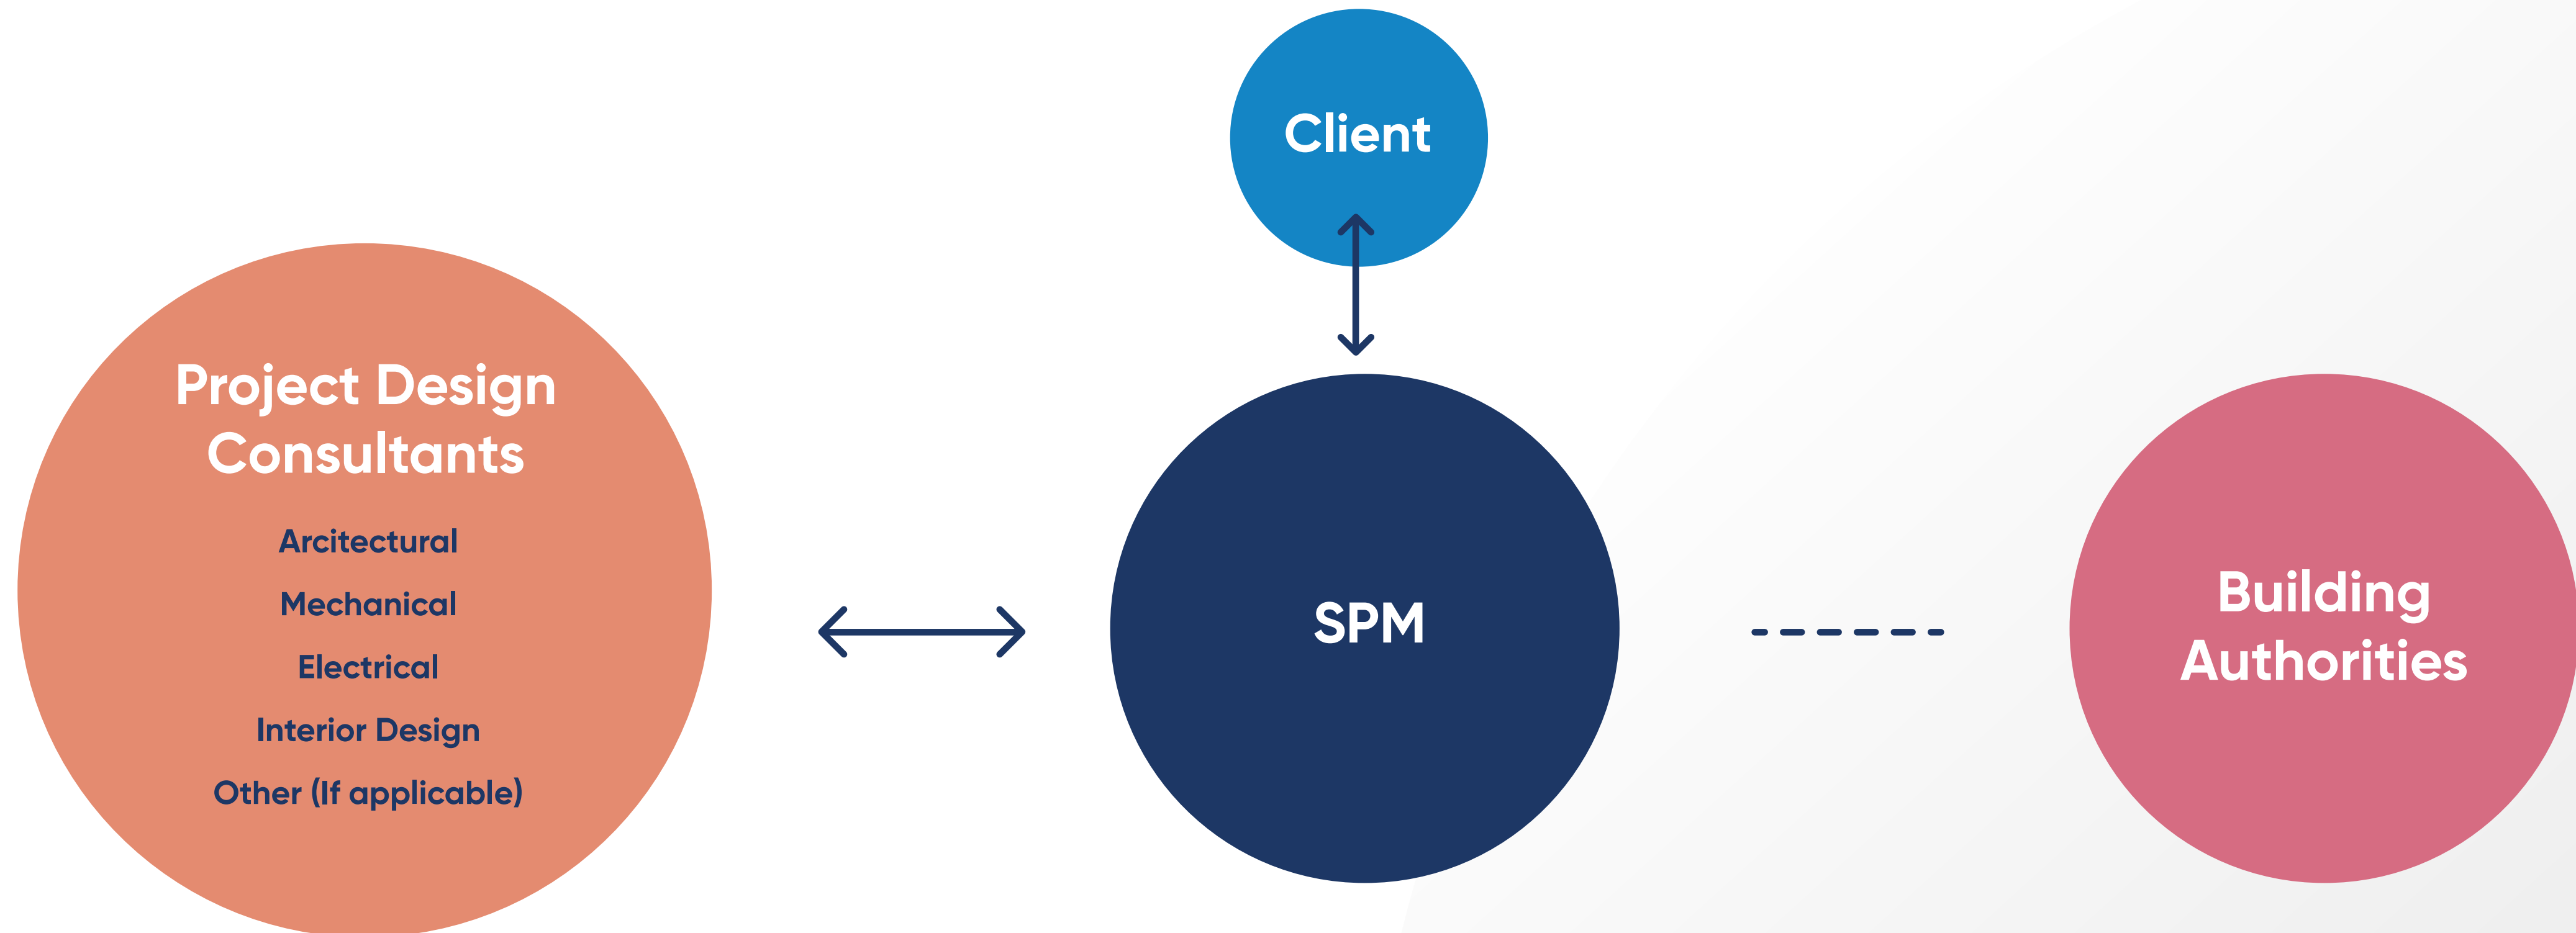 Client
Project Design
Consultants
Arcitectural
Mechanical
Electrical
Interior Design
Other (If applicable)
SPM
Building
Authorities